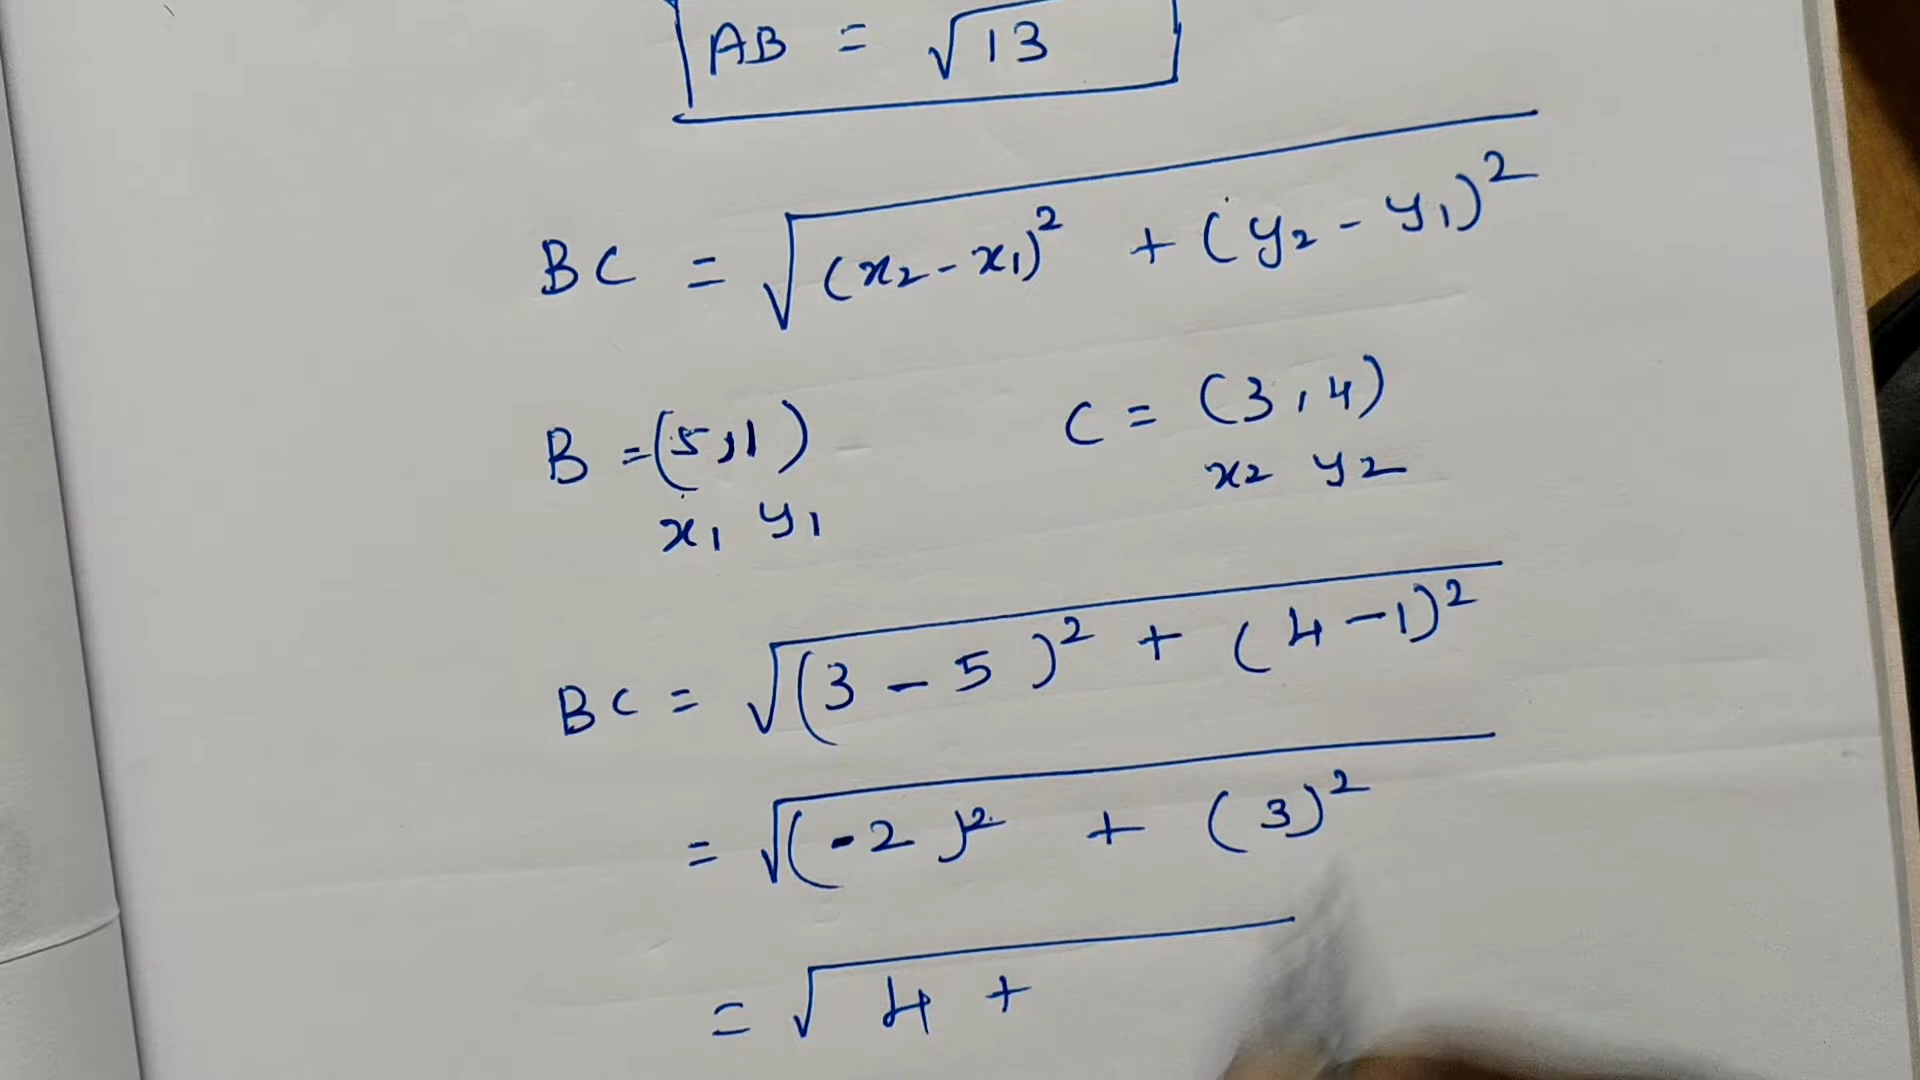 AB = √13
BC = √(x₂-x₁)² + (y₂-y₁)²
B =(5,1) C = (3,4)
x₁ y₁ x₂ y₂
BC = √(3-5)² + (4-1)²
= √(-2)² + (3)²
= √4 +